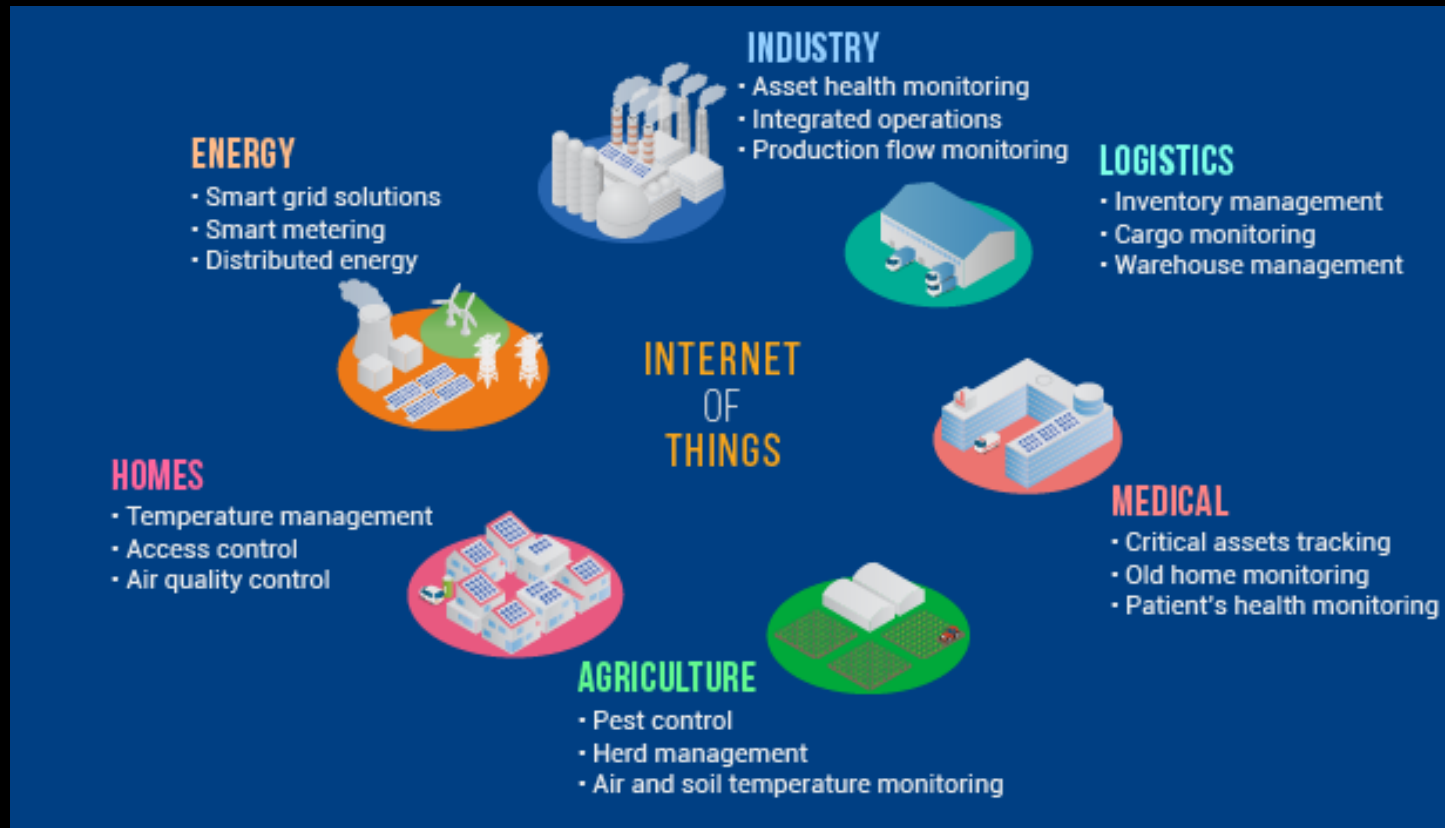 INDUSTRY
• Asset health monitoring
• Integrated operations
• Production flow monitoring
ENERGY
• Smart grid solutions
• Smart metering
• Distributed energy
LOGISTICS
• Inventory management
• Cargo monitoring
• Warehouse management
INTERNET
OF
THINGS
HOMES
• Temperature management
• Access control
• Air quality control
MEDICAL
• Critical assets tracking
• Old home monitoring
• Patient's health monitoring
AGRICULTURE
• Pest control
• Herd management
• Air and soil temperature monitoring